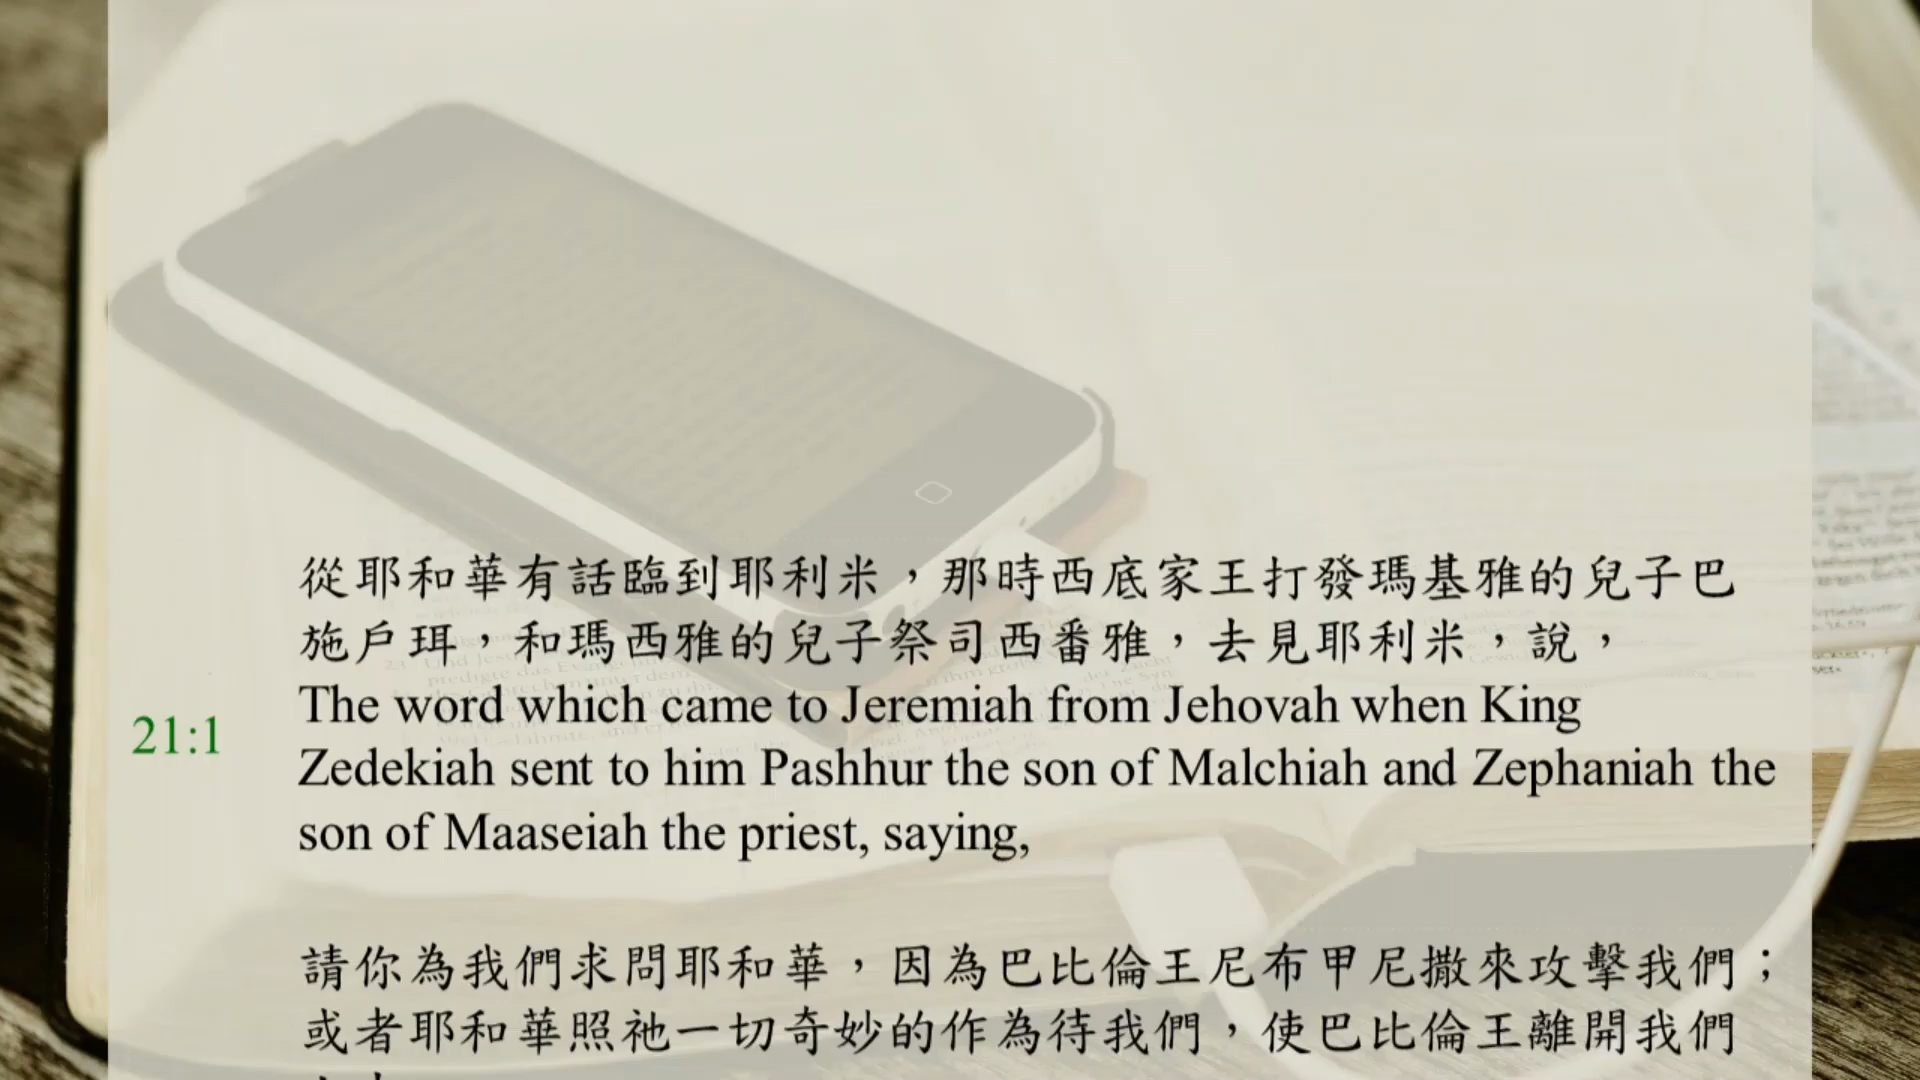 從耶和華有話臨到耶利米，那時西底家王打發瑪基雅的兒子巴
施戶珥，和瑪西雅的兒子祭司西番雅，去見耶利米，說，
21:1
The word which came to Jeremiah from Jehovah when King
Zedekiah sent to him Pashhur the son of Malchiah and Zephaniah the
son of Maaseiah the priest, saying,
請你為我們求問耶和華，因為巴比倫王尼布甲尼撒來攻擊我們；
或者耶和華照祂一切奇妙的作為待我們，使巴比倫王離開我們